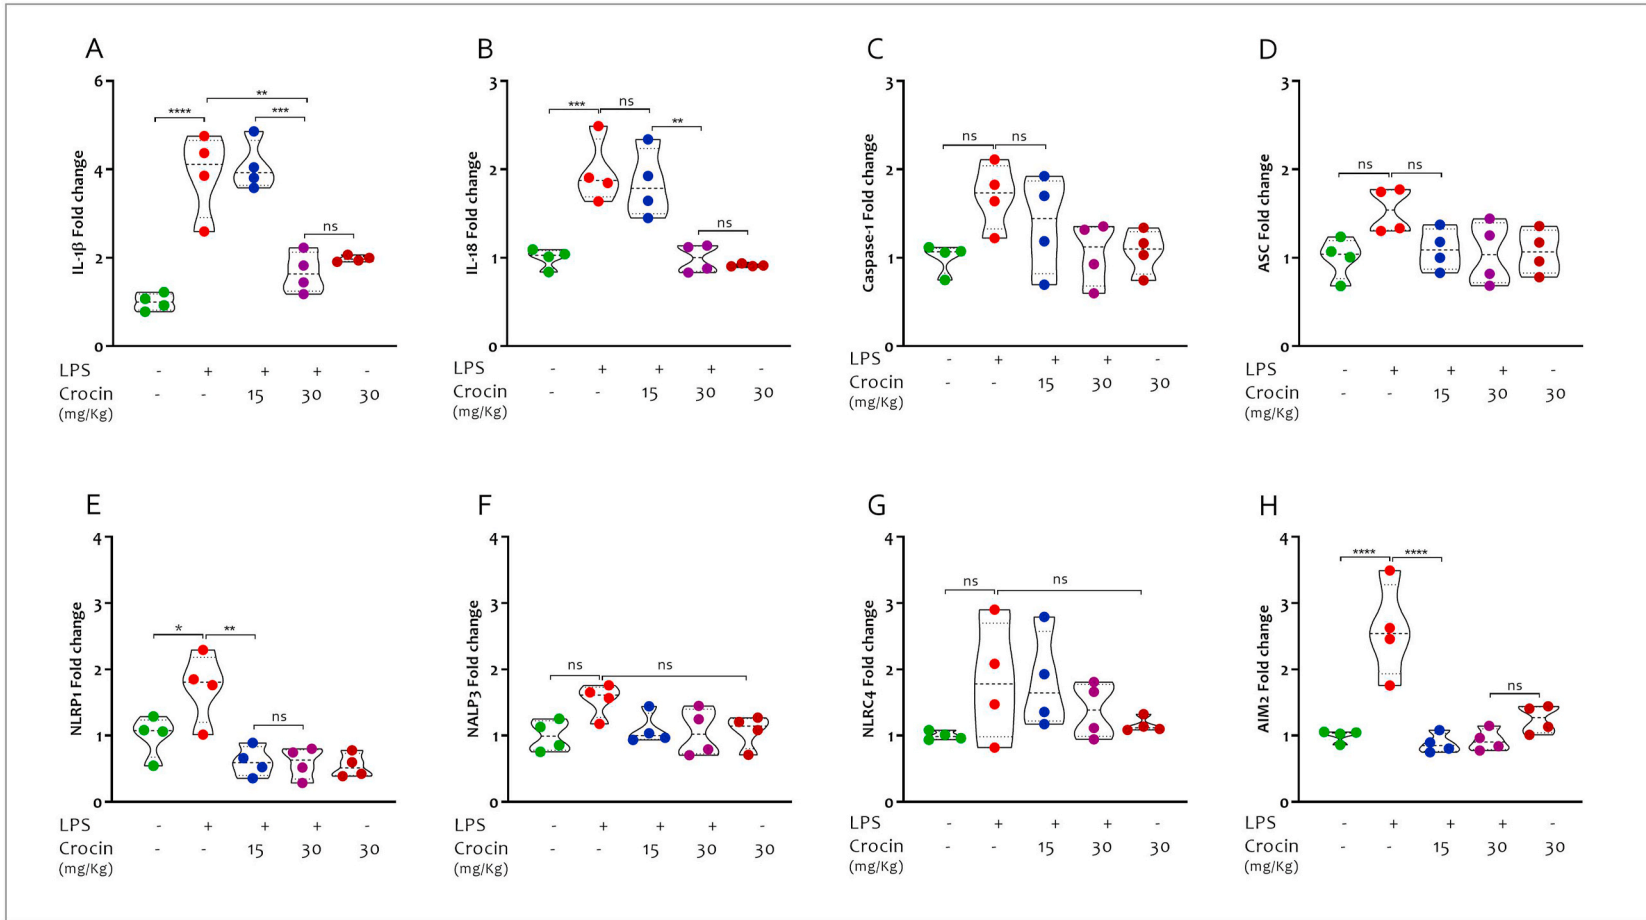 A
IL-1β Fold change
6
4
2
0
****
**
***
ns
LPS - + + + -
Crocin - - 15 30 30
(mg/Kg)
B
IL-18 Fold change
3
2
1
0
***
ns
**
ns
LPS - + + + -
Crocin - - 15 30 30
(mg/Kg)
C
Caspase-1 Fold change
3
2
1
0
ns
ns
LPS - + + + -
Crocin - - 15 30 30
(mg/Kg)
D
ASC Fold change
3
2
1
0
ns
ns
LPS - + + + -
Crocin - - 15 30 30
(mg/Kg)
E
NLRP1 Fold change
4
3
2
1
0
*
**
ns
LPS - + + + -
Crocin - - 15 30 30
(mg/Kg)
F
NALP3 Fold change
4
3
2
1
0
ns
ns
LPS - + + + -
Crocin - - 15 30 30
(mg/Kg)
G
NLRC4 Fold change
4
3
2
1
0
ns
ns
LPS - + + + -
Crocin - - 15 30 30
(mg/Kg)
H
AIM2 Fold change
4
3
2
1
0
****
****
ns
LPS - + + + -
Crocin - - 15 30 30
(mg/Kg)